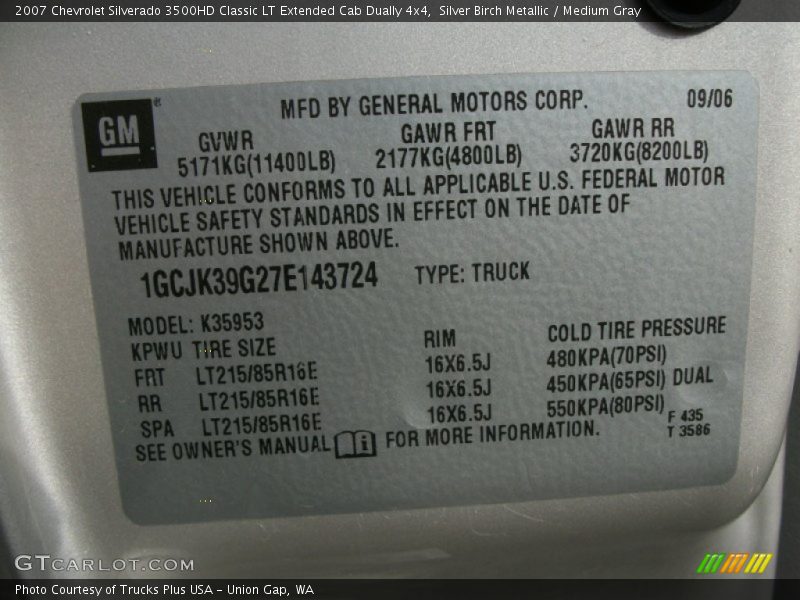 2007 Chevrolet Silverado 3500HD Classic LT Extended Cab Dually 4x4, Silver Birch Metallic / Medium Gray
GM®
MFD BY GENERAL MOTORS CORP. 09/06
GVWR GAWR FRT GAWR RR
5171KG(11400LB) 2177KG(4800LB) 3720KG(8200LB)
THIS VEHICLE CONFORMS TO ALL APPLICABLE U.S. FEDERAL MOTOR
VEHICLE SAFETY STANDARDS IN EFFECT ON THE DATE OF
MANUFACTURE SHOWN ABOVE.
1GCJK39G27E143724 TYPE: TRUCK
MODEL: K35953
KPWU TIRE SIZE RIM COLD TIRE PRESSURE
FRT LT215/85R16E 16X6.5J 480KPA(70PSI)
RR LT215/85R16E 16X6.5J 450KPA(65PSI) DUAL
SPA LT215/85R16E 16X6.5J 550KPA(80PSI)
SEE OWNER'S MANUAL FOR MORE INFORMATION.
F 435
T 3586
GTCARLOT.COM
Photo Courtesy of Trucks Plus USA – Union Gap, WA